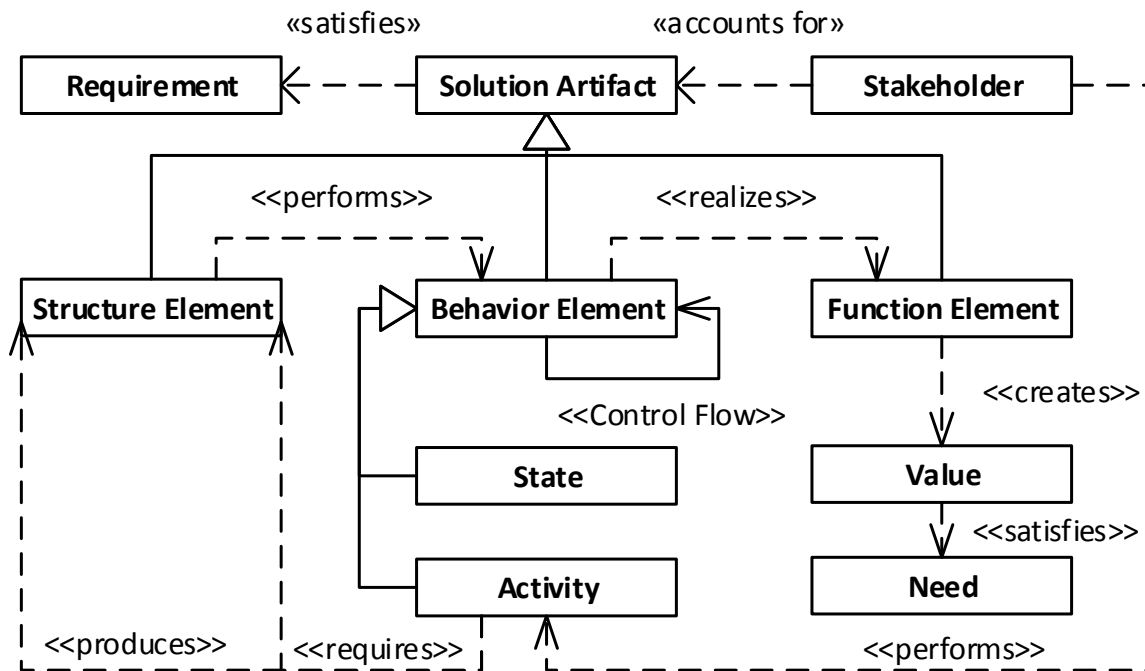 «satisfies» «accounts for»
Requirement Solution Artifact Stakeholder
<<performs>> <<realizes>>
Structure Element Behavior Element Function Element
<<creates>>
<<Control Flow>>
State Value
<<satisfies>>
Activity Need
<<produces>> <<requires>> <<performs>>